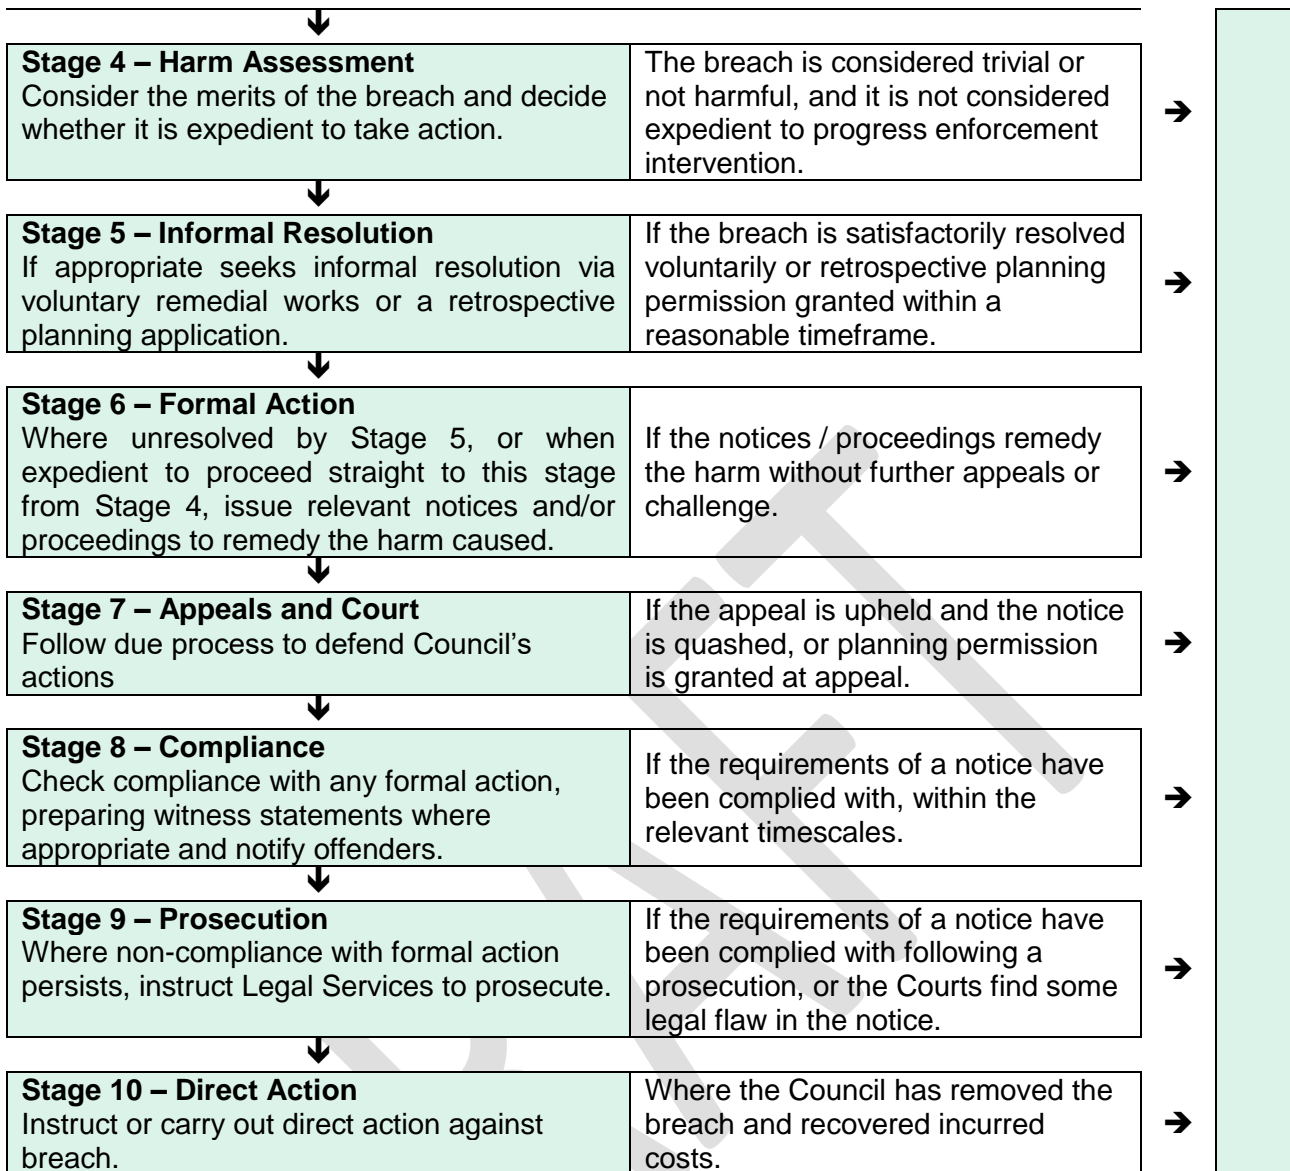 Stage 4 – Harm Assessment
Consider the merits of the breach and decide
whether it is expedient to take action.
The breach is considered trivial or
not harmful, and it is not considered
expedient to progress enforcement
intervention.
Stage 5 – Informal Resolution
If appropriate seeks informal resolution via
voluntary remedial works or a retrospective
planning application.
If the breach is satisfactorily resolved
voluntarily or retrospective planning
permission granted within a
reasonable timeframe.
Stage 6 – Formal Action
Where unresolved by Stage 5, or when
expedient to proceed straight to this stage
from Stage 4, issue relevant notices and/or
proceedings to remedy the harm caused.
If the notices / proceedings remedy
the harm without further appeals or
challenge.
Stage 7 – Appeals and Court
Follow due process to defend Council’s
actions
If the appeal is upheld and the notice
is quashed, or planning permission
is granted at appeal.
Stage 8 – Compliance
Check compliance with any formal action,
preparing witness statements where
appropriate and notify offenders.
If the requirements of a notice have
been complied with, within the
relevant timescales.
Stage 9 – Prosecution
Where non-compliance with formal action
persists, instruct Legal Services to prosecute.
If the requirements of a notice have
been complied with following a
prosecution, or the Courts find some
legal flaw in the notice.
Stage 10 – Direct Action
Instruct or carry out direct action against
breach.
Where the Council has removed the
breach and recovered incurred
costs.
DRAFT